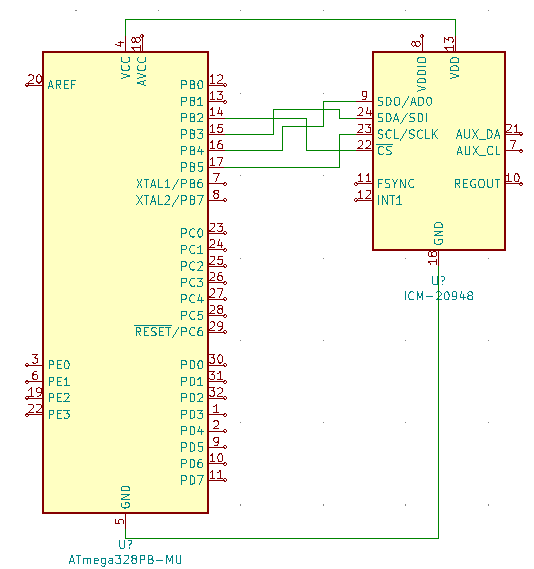 4 VCC
18 AVCC
20 AREF
PB0 12
PB1 13
PB2 14
PB3 15
PB4 16
PB5 17
XTAL1/PB6 7
XTAL2/PB7 8
PC0 23
PC1 24
PC2 25
PC3 26
PC4 27
PC5 28
RESET/PC6 29
3 PE0
6 PE1
19 PE2
22 PE3
PD0 30
PD1 31
PD2 32
PD3 1
PD4 2
PD5 9
PD6 10
PD7 11
GND 5
U?
ATmega328PB-MU
8 VDDIO
13 VDD
9 SDO/AD0
24 SDA/SDI
23 SCL/SCLK
22 CS
AUX_DA 21
AUX_CL 7
11 FSYNC
12 INT1
REGOUT 10
GND 18
U?
ICM-20948